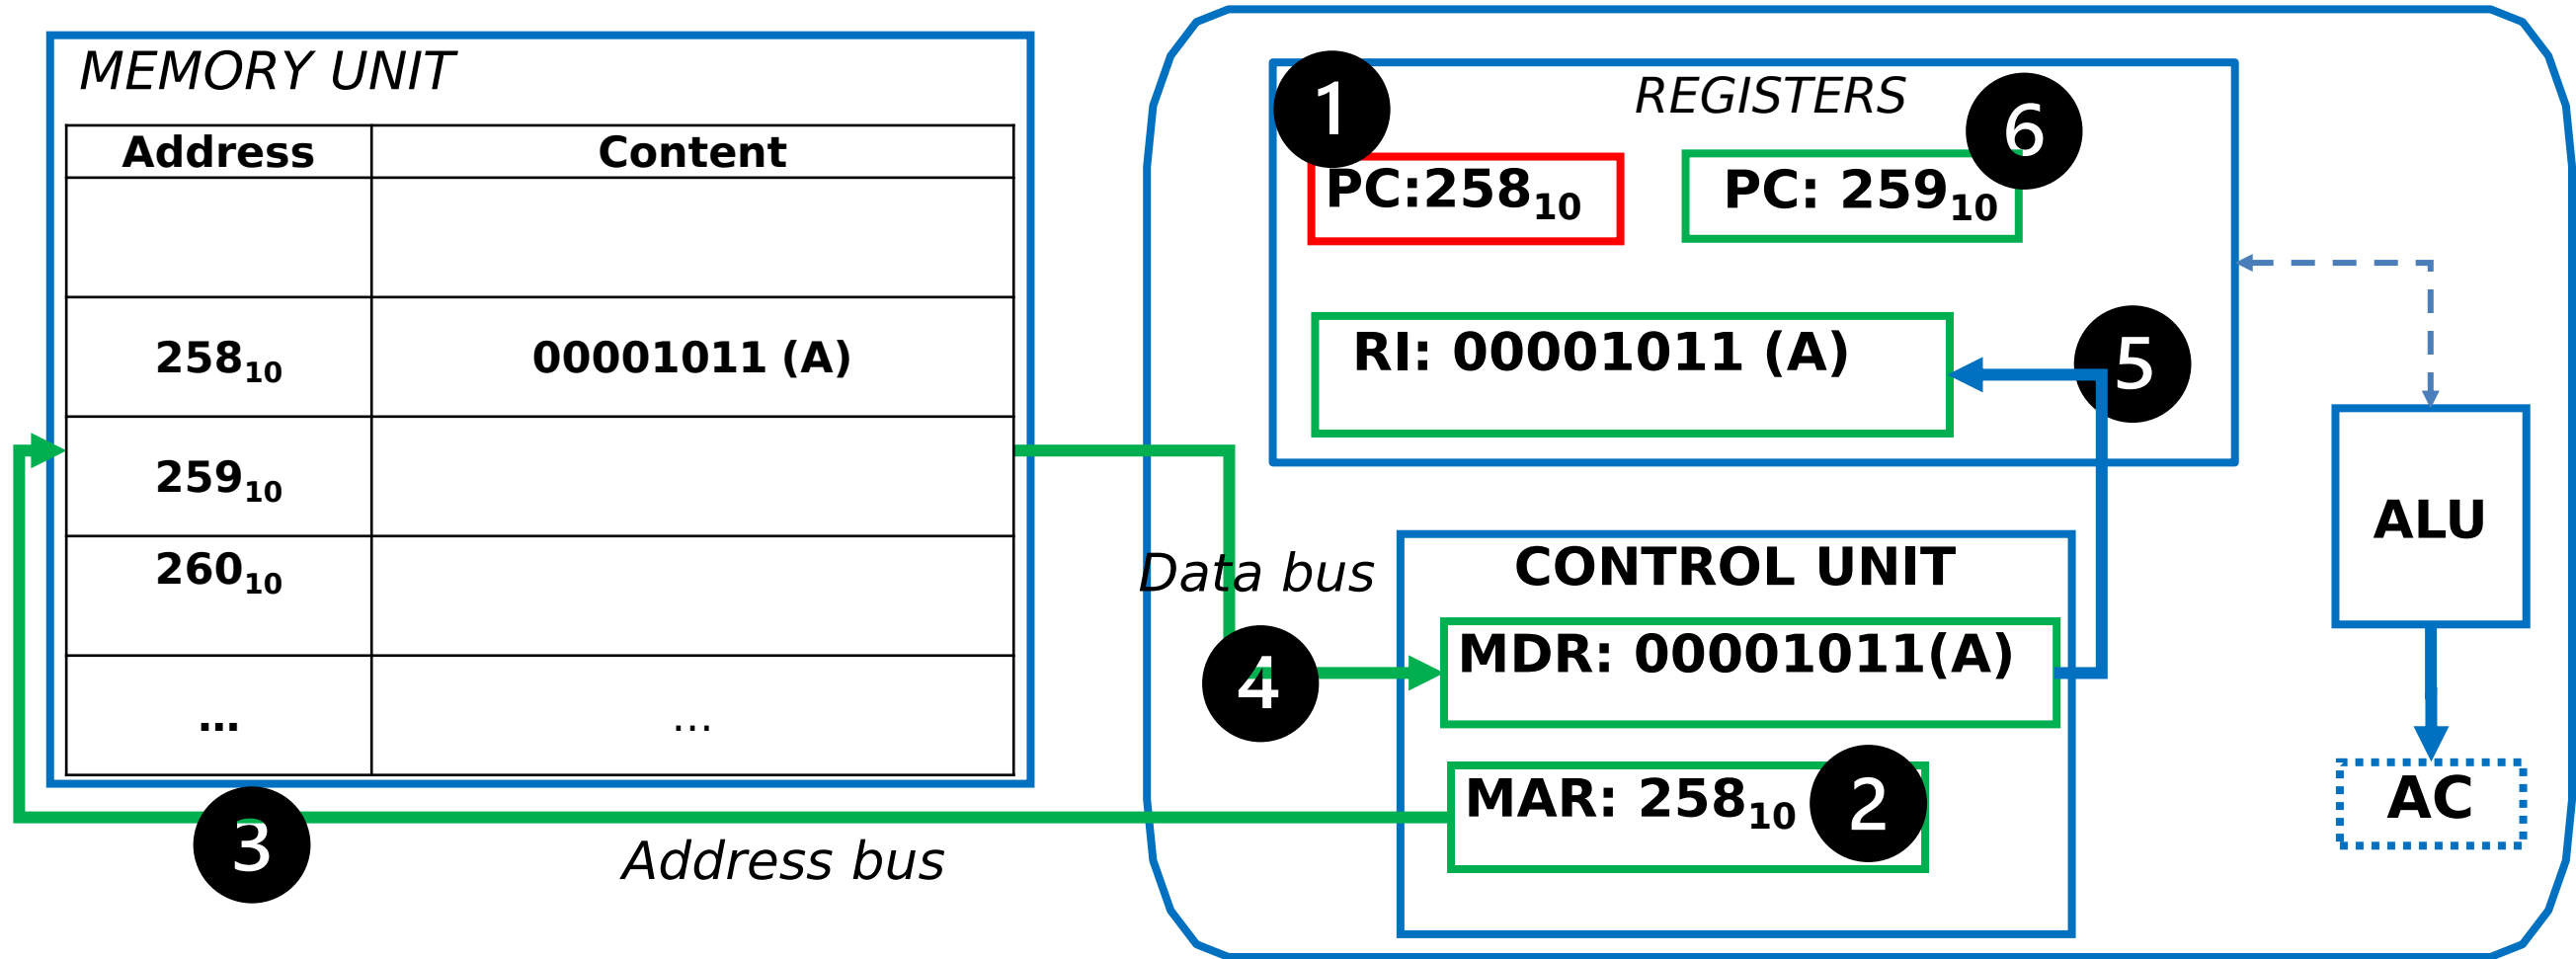 MEMORY UNIT
Address Content
258₁₀ 00001011 (A)
259₁₀
260₁₀
... ...
3
Address bus
Data bus
4
1
REGISTERS
6
PC:258₁₀
PC: 259₁₀
RI: 00001011 (A)
5
CONTROL UNIT
MDR: 00001011(A)
MAR: 258₁₀
2
ALU
AC